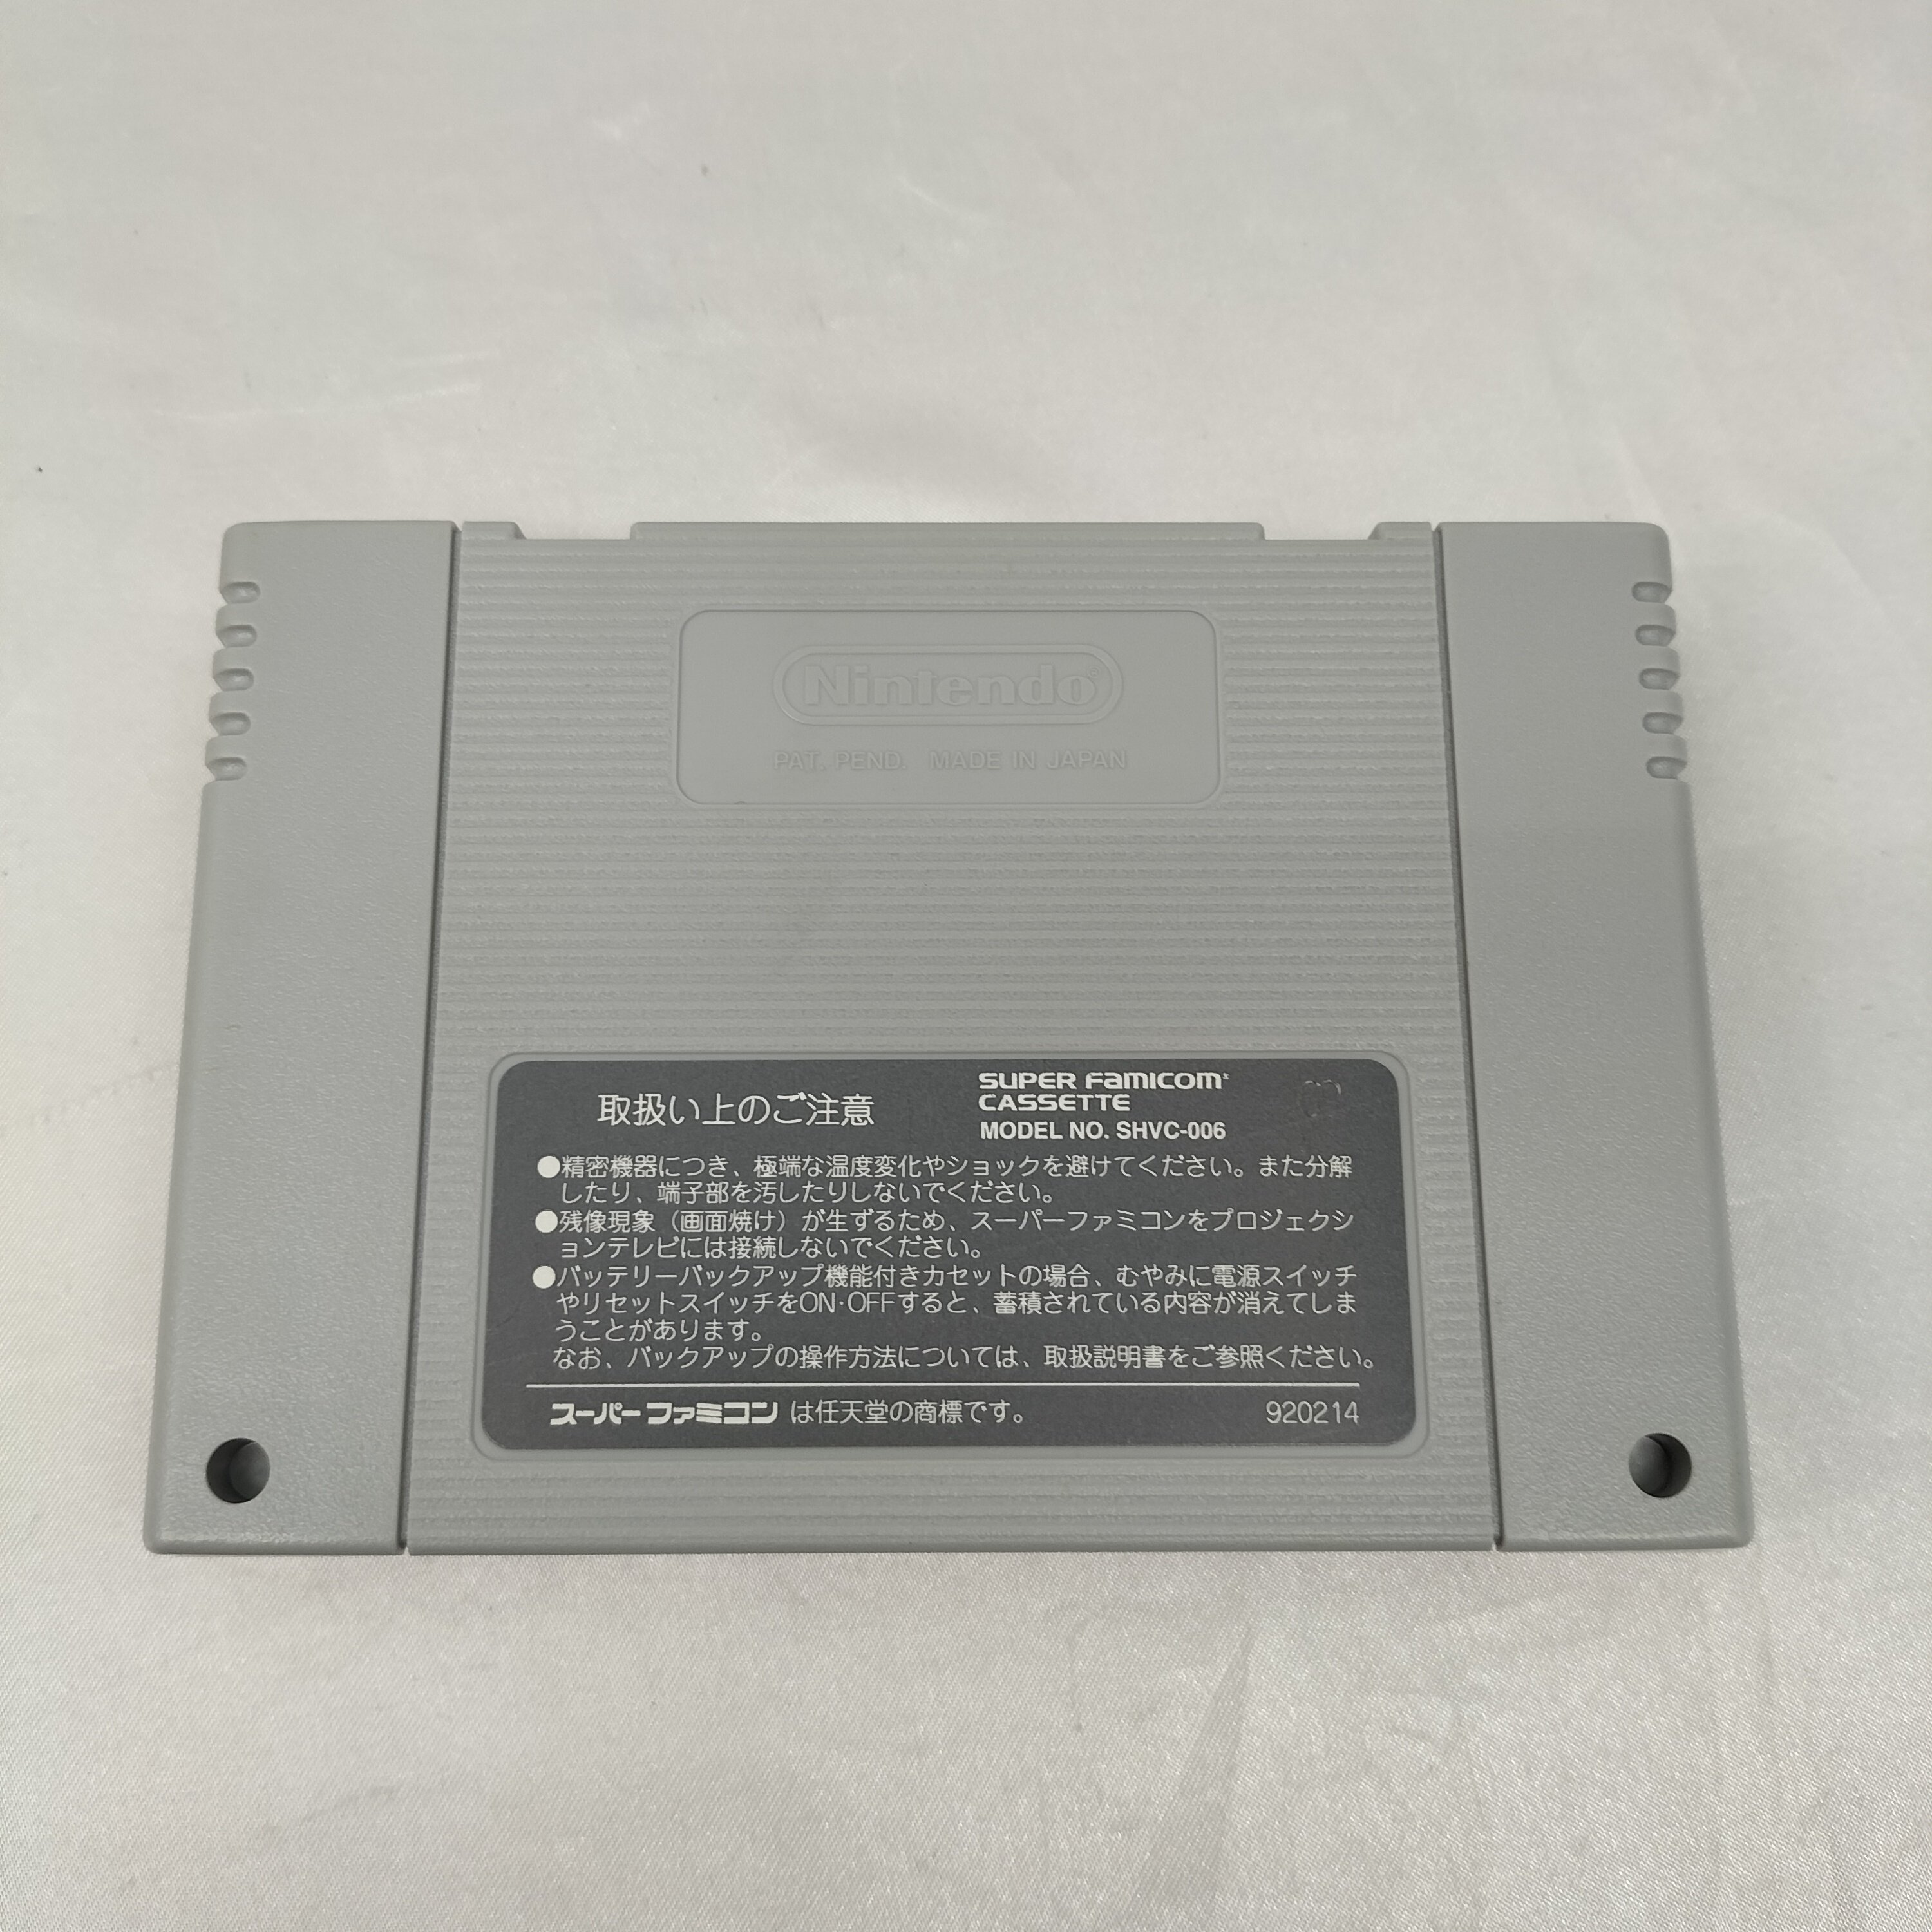 Nintendo®
PAT. PEND. MADE IN JAPAN
取扱い上のご注意
SUPER FAMICOM
CASSETTE
MODEL NO. SHVC-006
●精密機器につき、極端な温度変化やショックを避けてください。また分解
したり、端子部を汚したりしないでください。
●残像現象（画面焼け）が生ずるため、スーパーファミコンをプロジェクシ
ョンテレビには接続しないでください。
●バッテリーバックアップ機能付きカセットの場合、むやみに電源スイッチ
やリセットスイッチをON・OFFすると、蓄積されている内容が消えてしま
うことがあります。
なお、バックアップの操作方法については、取扱説明書をご参照ください。
スーパーファミコン は任天堂の商標です。
920214